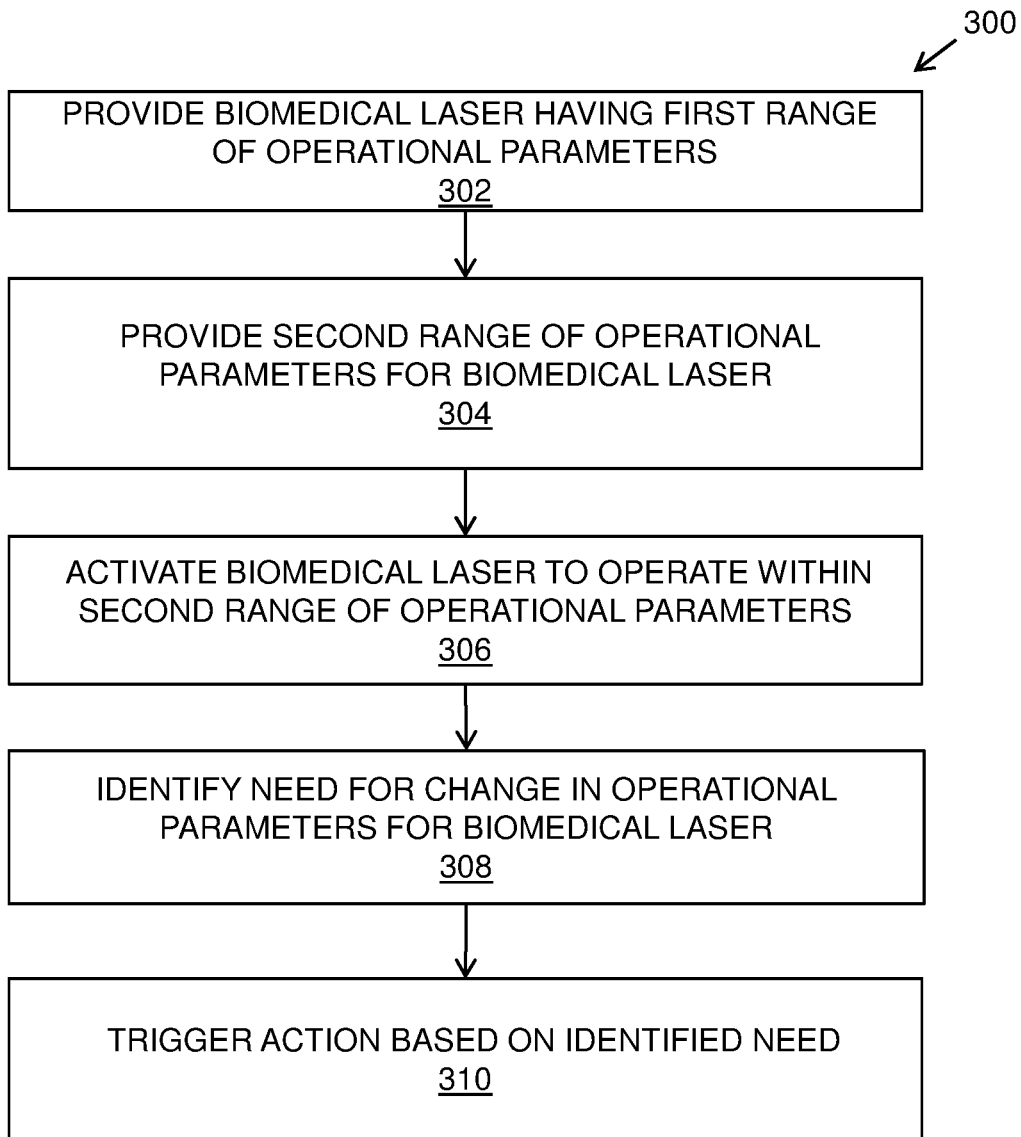 300
PROVIDE BIOMEDICAL LASER HAVING FIRST RANGE
OF OPERATIONAL PARAMETERS
302
PROVIDE SECOND RANGE OF OPERATIONAL
PARAMETERS FOR BIOMEDICAL LASER
304
ACTIVATE BIOMEDICAL LASER TO OPERATE WITHIN
SECOND RANGE OF OPERATIONAL PARAMETERS
306
IDENTIFY NEED FOR CHANGE IN OPERATIONAL
PARAMETERS FOR BIOMEDICAL LASER
308
TRIGGER ACTION BASED ON IDENTIFIED NEED
310